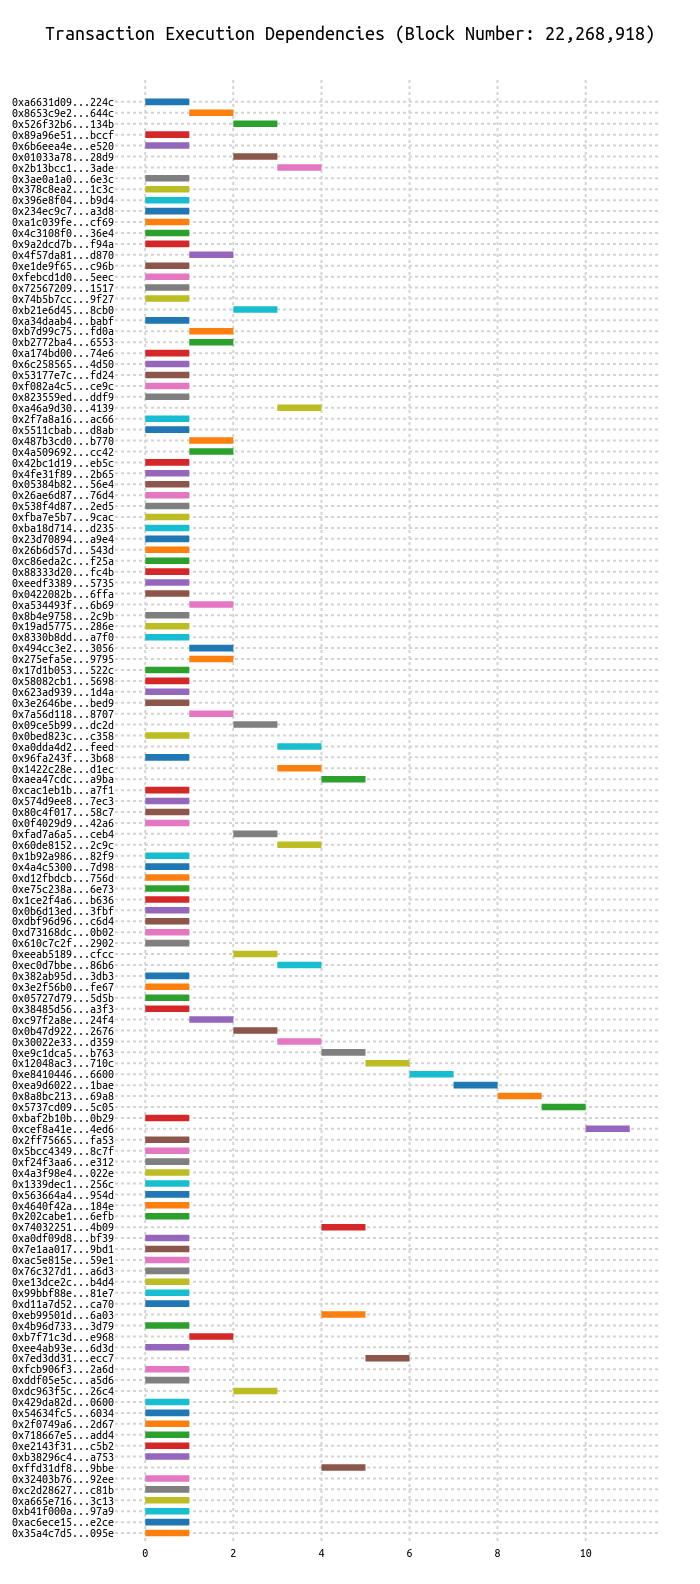 Transaction Execution Dependencies (Block Number: 22,268,918)
0xa6631d09...224c
0x8653c9e2...644c
0x526f32b6...134b
0x89a96e51...bccf
0x6b6eea4e...e520
0x01033a78...28d9
0x2b13bcc1...3ade
0x3ae0a1a0...6e3c
0x378c8ea2...1c3c
0x396e8f04...b9d4
0x234ec9c7...a3d8
0xa1c039fe...cf69
0x4c3108f0...36e4
0x9a2dcd7b...f94a
0x4f57da81...d870
0xe1de9f65...c96b
0xfebcd1d0...5eec
0x72567209...1517
0x74b5b7cc...9f27
0xb21e6d45...8cb0
0xa34daab4...babf
0xb7d99c75...fd0a
0xb2772ba4...6553
0xa174bd00...74e6
0x6c258565...4d50
0x53177e7c...fd24
0xf082a4c5...ce9c
0x823559ed...ddf9
0xa46a9d30...4139
0x2f7a8a16...ac66
0x5511cbab...d8ab
0x487b3cd0...b770
0x4a509692...cc42
0x42bc1d19...eb5c
0x4fe31f89...2b65
0x05384b82...56e4
0x26ae6d87...76d4
0x538f4d87...2ed5
0xfba7e5b7...9cac
0xba18d714...d235
0x23d70894...a9e4
0x26b6d57d...543d
0xc86eda2c...f25a
0x88333d20...fc4b
0xeedf3389...5735
0x0422082b...6ffa
0xa534493f...6b69
0x8b4e9758...2c9b
0x19ad5775...286e
0x8330b8dd...a7f0
0x494cc3e2...3056
0x275efa5e...9795
0x17d1b053...522c
0x58082cb1...5698
0x623ad939...1d4a
0x3e2646be...bed9
0x7a56d118...8707
0x09ce5b99...dc2d
0x0bed823c...c358
0xa0dda4d2...feed
0x96fa243f...3b68
0x1422c28e...d1ec
0xaea47cdc...a9ba
0xcac1eb1b...a7f1
0x574d9ee8...7ec3
0x80c4f017...58c7
0x0f4029d9...42a6
0xfad7a6a5...ceb4
0x60de8152...2c9c
0x1b92a986...82f9
0x4a4c5300...7d98
0xd12fbdcb...756d
0xe75c238a...6e73
0x1ce2f4a6...b636
0x0b6d13ed...3fbf
0xdbf96d96...c6d4
0xd73168dc...0b02
0x610c7c2f...2902
0xeeab5189...cfcc
0xec0d7bbe...86b6
0x382ab95d...3db3
0x3e2f56b0...fe67
0x05727d79...5d5b
0x38485d56...a3f3
0xc97f2a8e...24f4
0x0b47d922...2676
0x30022e33...d359
0xe9c1dca5...b763
0x12048ac3...710c
0xe8410446...6600
0xea9d6022...1bae
0x8a8bc213...69a8
0x5737cd09...5c05
0xbaf2b10b...0b29
0xcef8a41e...4ed6
0x2ff75665...fa53
0x5bcc4349...8c7f
0xf24f3aa6...e312
0x4a3f98e4...022e
0x1339dec1...256c
0x563664a4...954d
0x4640f42a...184e
0x202cabe1...6efb
0x74032251...4b09
0xa0df09d8...bf39
0x7e1aa017...9bd1
0xac5e815e...59e1
0x76c327d1...a6d3
0xe13dce2c...b4d4
0x99bbf88e...81e7
0xd11a7d52...ca70
0xeb99501d...6a03
0x4b96d733...3d79
0xb7f71c3d...e968
0xee4ab93e...6d3d
0x7ed3dd31...ecc7
0xfcb906f3...2a6d
0xddf05e5c...a5d6
0xdc963f5c...26c4
0x429da82d...0600
0x54634fc5...6034
0x2f0749a6...2d67
0x718667e5...add4
0xe2143f31...c5b2
0xb38296c4...a753
0xffd31df8...9bbe
0x32403b76...92ee
0xc2d28627...c81b
0xa665e716...3c13
0xb41f000a...97a9
0xac6ece15...e2ce
0x35a4c7d5...095e
0 2 4 6 8 10